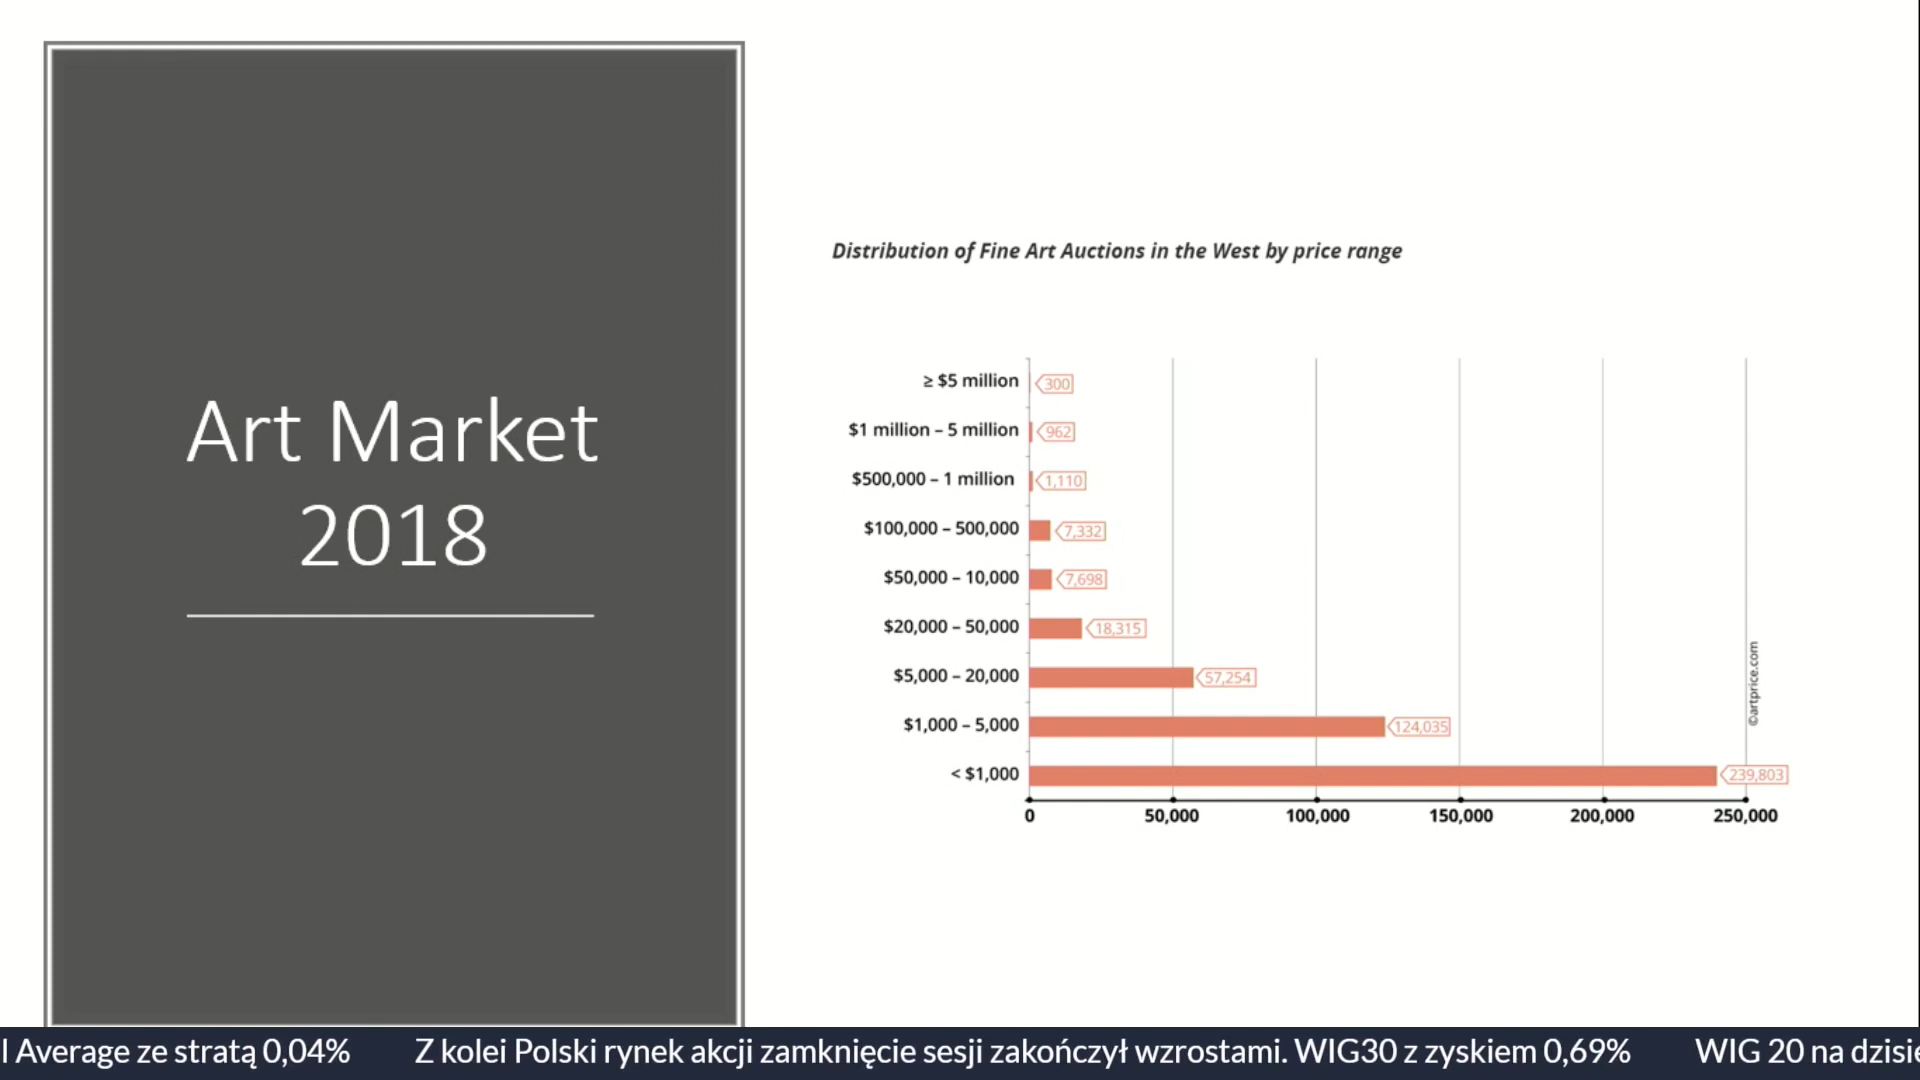 Art Market
2018
Distribution of Fine Art Auctions in the West by price range
≥ $5 million 300
$1 million – 5 million 962
$500,000 – 1 million 1,110
$100,000 – 500,000 7,332
$50,000 – 10,000 7,698
$20,000 – 50,000 18,315
$5,000 – 20,000 57,254
$1,000 – 5,000 124,035
< $1,000 239,803
0 50,000 100,000 150,000 200,000 250,000
©artprice.com
l Average ze stratą 0,04% Z kolei Polski rynek akcji zamknięcie sesji zakończył wzrostami. WIG30 z zyskiem 0,69% WIG 20 na dzisie